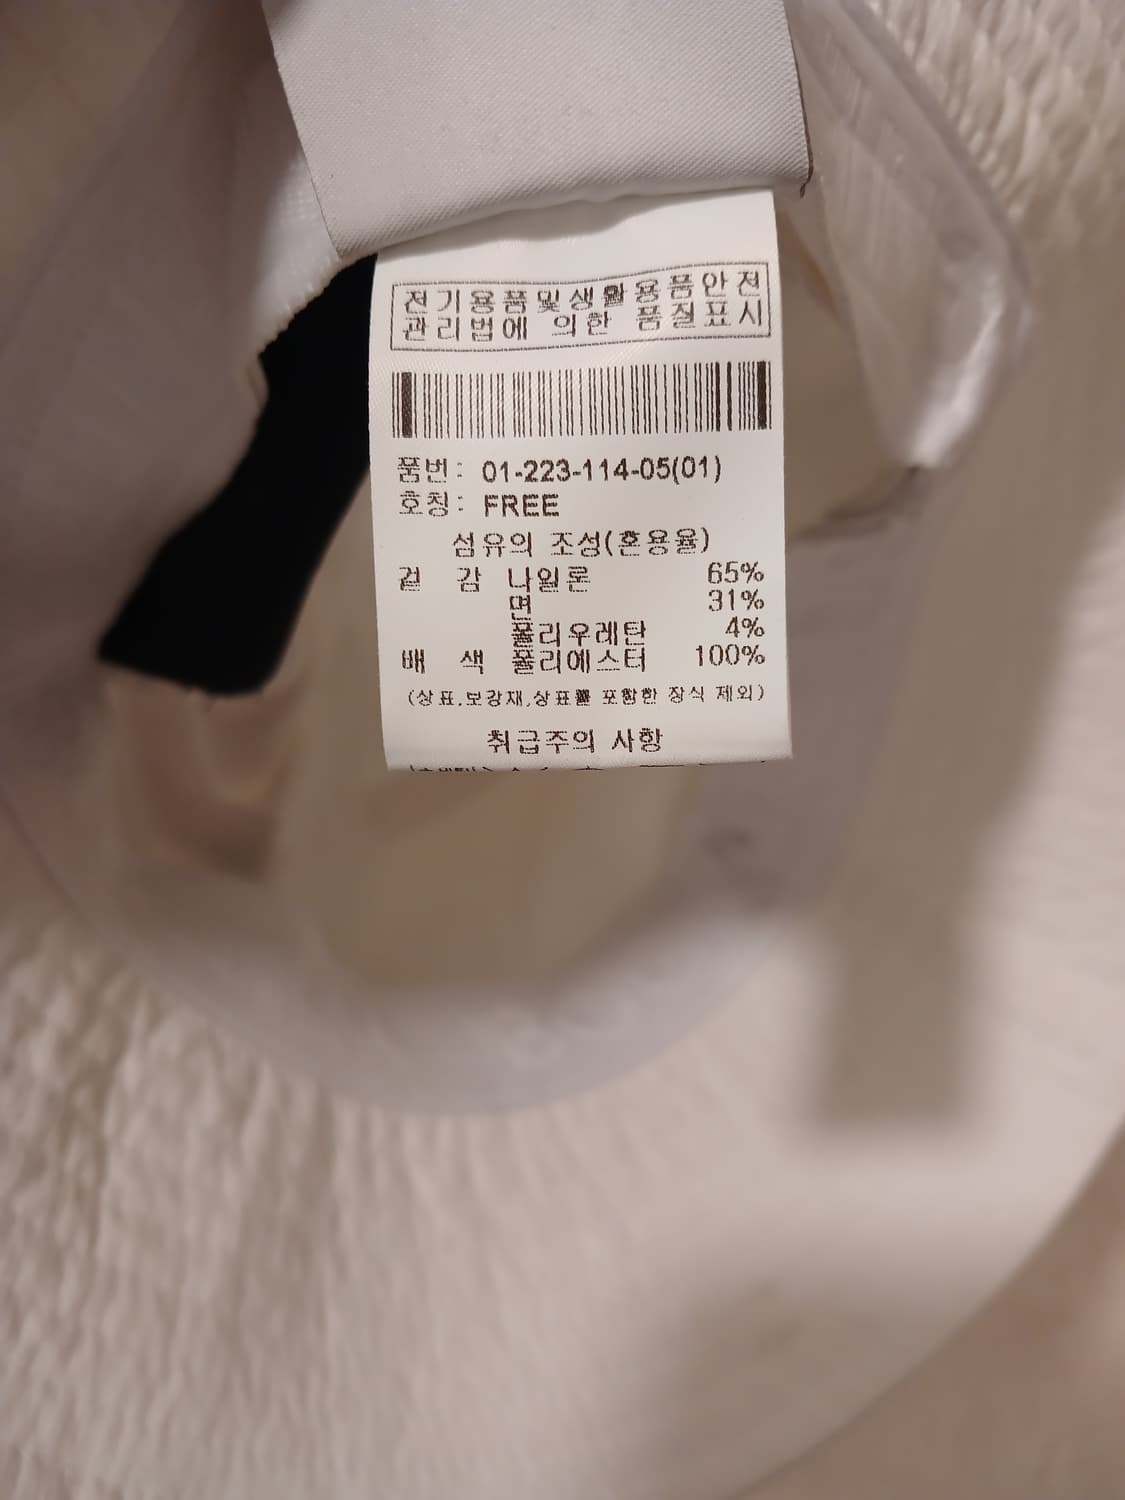 전기용품및생활용품안전
관리법에 의한 품질표시
품번: 01-223-114-05(01)
호칭: FREE
섬유의 조성(혼용율)
겉 감 나일론 65%
면 31%
폴리우레탄 4%
배 색 폴리에스터 100%
(상표,보강재,상표를 포함한 장식 제외)
취급주의 사항